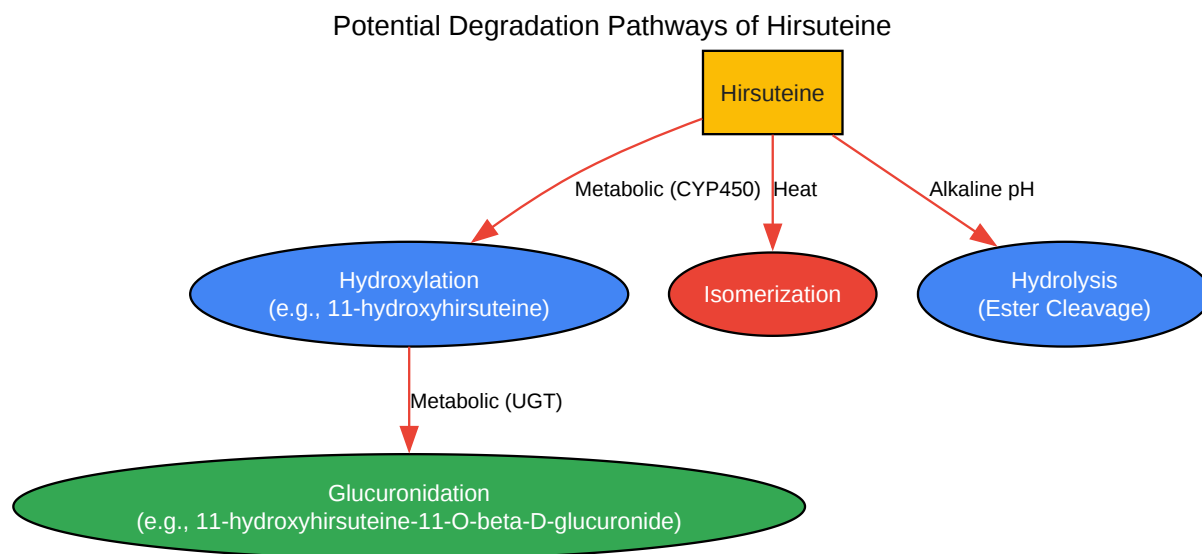 Potential Degradation Pathways of Hirsuteine
Hirsuteine
Metabolic (CYP450)
Heat
Alkaline pH
Hydroxylation
(e.g., 11-hydroxyhirsuteine)
Isomerization
Hydrolysis
(Ester Cleavage)
Metabolic (UGT)
Glucuronidation
(e.g., 11-hydroxyhirsuteine-11-O-beta-D-glucuronide)